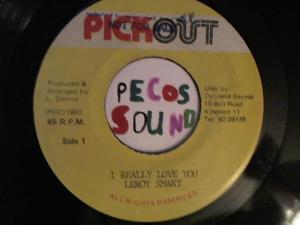 PICKOUT
Produced &
Arranged by
L. Dennis
45 R.P.M.
Side 1
PECOS
SOUND
Dynamic Sounds
15 Bell Road
Kingston 11
I REALLY LOVE YOU
LEROY SMART
ALL RIGHTS RESERVED